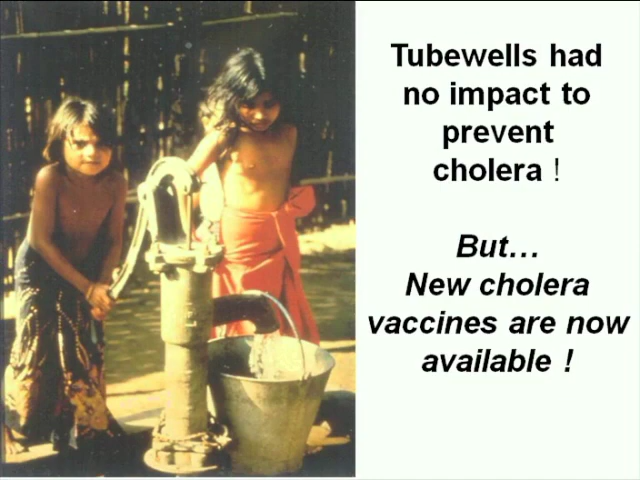 Tubewells had
no impact to
prevent
cholera !
But…
New cholera
vaccines are now
available !